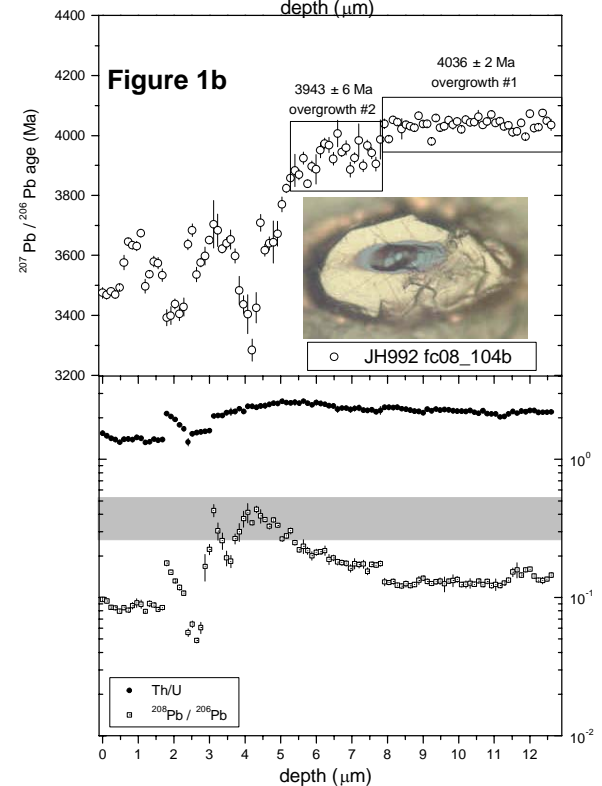 depth (μm)
4400
4200
4000
3800
3600
3400
3200
²⁰⁷Pb / ²⁰⁶Pb age (Ma)
Figure 1b
3943 ± 6 Ma
overgrowth #2
4036 ± 2 Ma
overgrowth #1
JH992 fc08_104b
10⁰
10⁻¹
10⁻²
Th/U
²⁰⁸Pb / ²⁰⁶Pb
0 1 2 3 4 5 6 7 8 9 10 11 12
depth (μm)